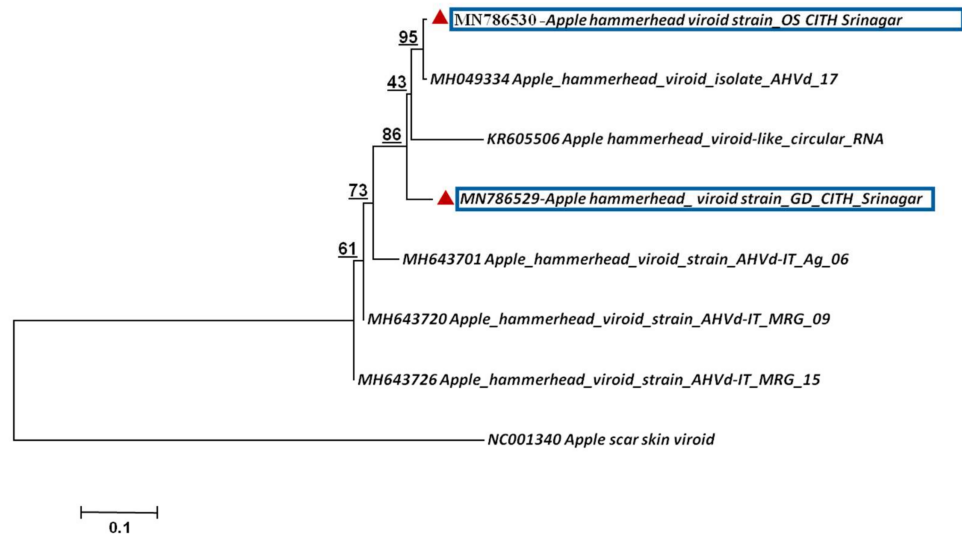 MN786530-Apple hammerhead viroid strain_OS CITH Srinagar
95
MH049334 Apple_hammerhead_viroid_isolate_AHVd_17
43
KR605506 Apple hammerhead_viroid-like_circular_RNA
86
MN786529-Apple hammerhead_ viroid strain_GD_CITH_Srinagar
73
MH643701 Apple_hammerhead_viroid_strain_AHVd-IT_Ag_06
61
MH643720 Apple_hammerhead_viroid_strain_AHVd-IT_MRG_09
MH643726 Apple_hammerhead_viroid_strain_AHVd-IT_MRG_15
NC001340 Apple scar skin viroid
0.1